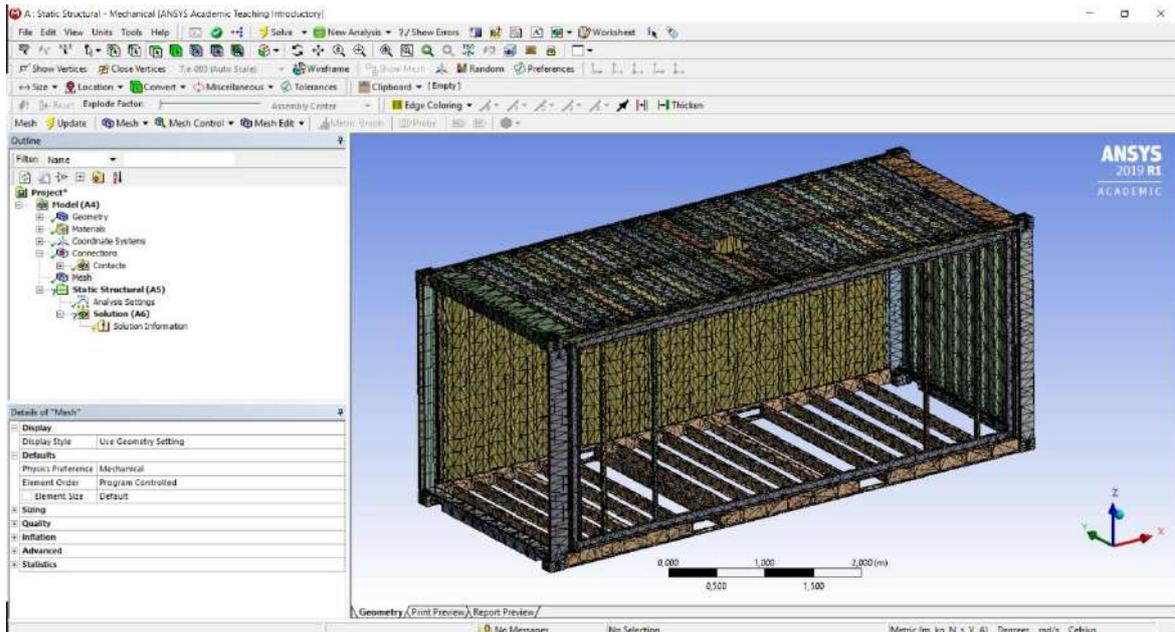 A : Static Structural - Mechanical [ANSYS Academic Teaching Introductory]
File Edit View Units Tools Help Solve New Analysis ?/ Show Errors Worksheet
Show Vertices Close Vertices 7,e-003 (Auto Scale) Wireframe Show Mesh Random Preferences
Size Location Convert Miscellaneous Tolerances Clipboard [Empty]
Reset Explode Factor: Assembly Center Edge Coloring Thicken
Mesh Update Mesh Mesh Control Mesh Edit Metric Graph Probe
Outline
Filter: Name
Project*
Model (A4)
Geometry
Materials
Coordinate Systems
Connections
Contacts
Mesh
Static Structural (A5)
Analysis Settings
Solution (A6)
Solution Information
Details of "Mesh"
Display
Display Style Use Geometry Setting
Defaults
Physics Preference Mechanical
Element Order Program Controlled
Element Size Default
Sizing
Quality
Inflation
Advanced
Statistics
ANSYS
2019 R1
ACADEMIC
Z
Y
X
0,000 1,000 2,000 (m)
0,500 1,500
Geometry Print Preview Report Preview
No Messages No Selection Metric (m, kg, N, s, V, A) Degrees rad/s Celsius